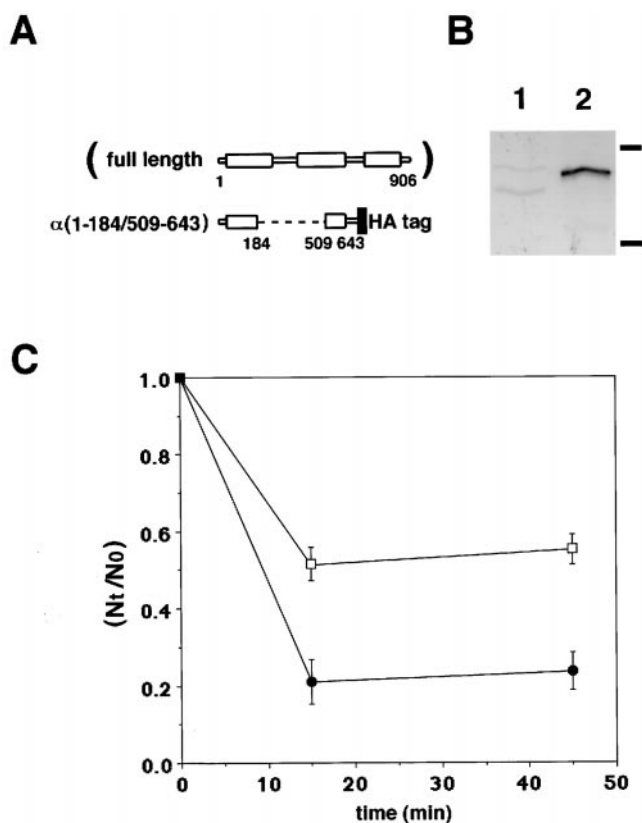 A
B
1 2
( full length )
1 906
α(1-184/509-643) HA tag
184 509 643
C
1.0
0.8
0.6
0.4
0.2
0.0
(Nt/N0)
0 10 20 30 40 50
time (min)